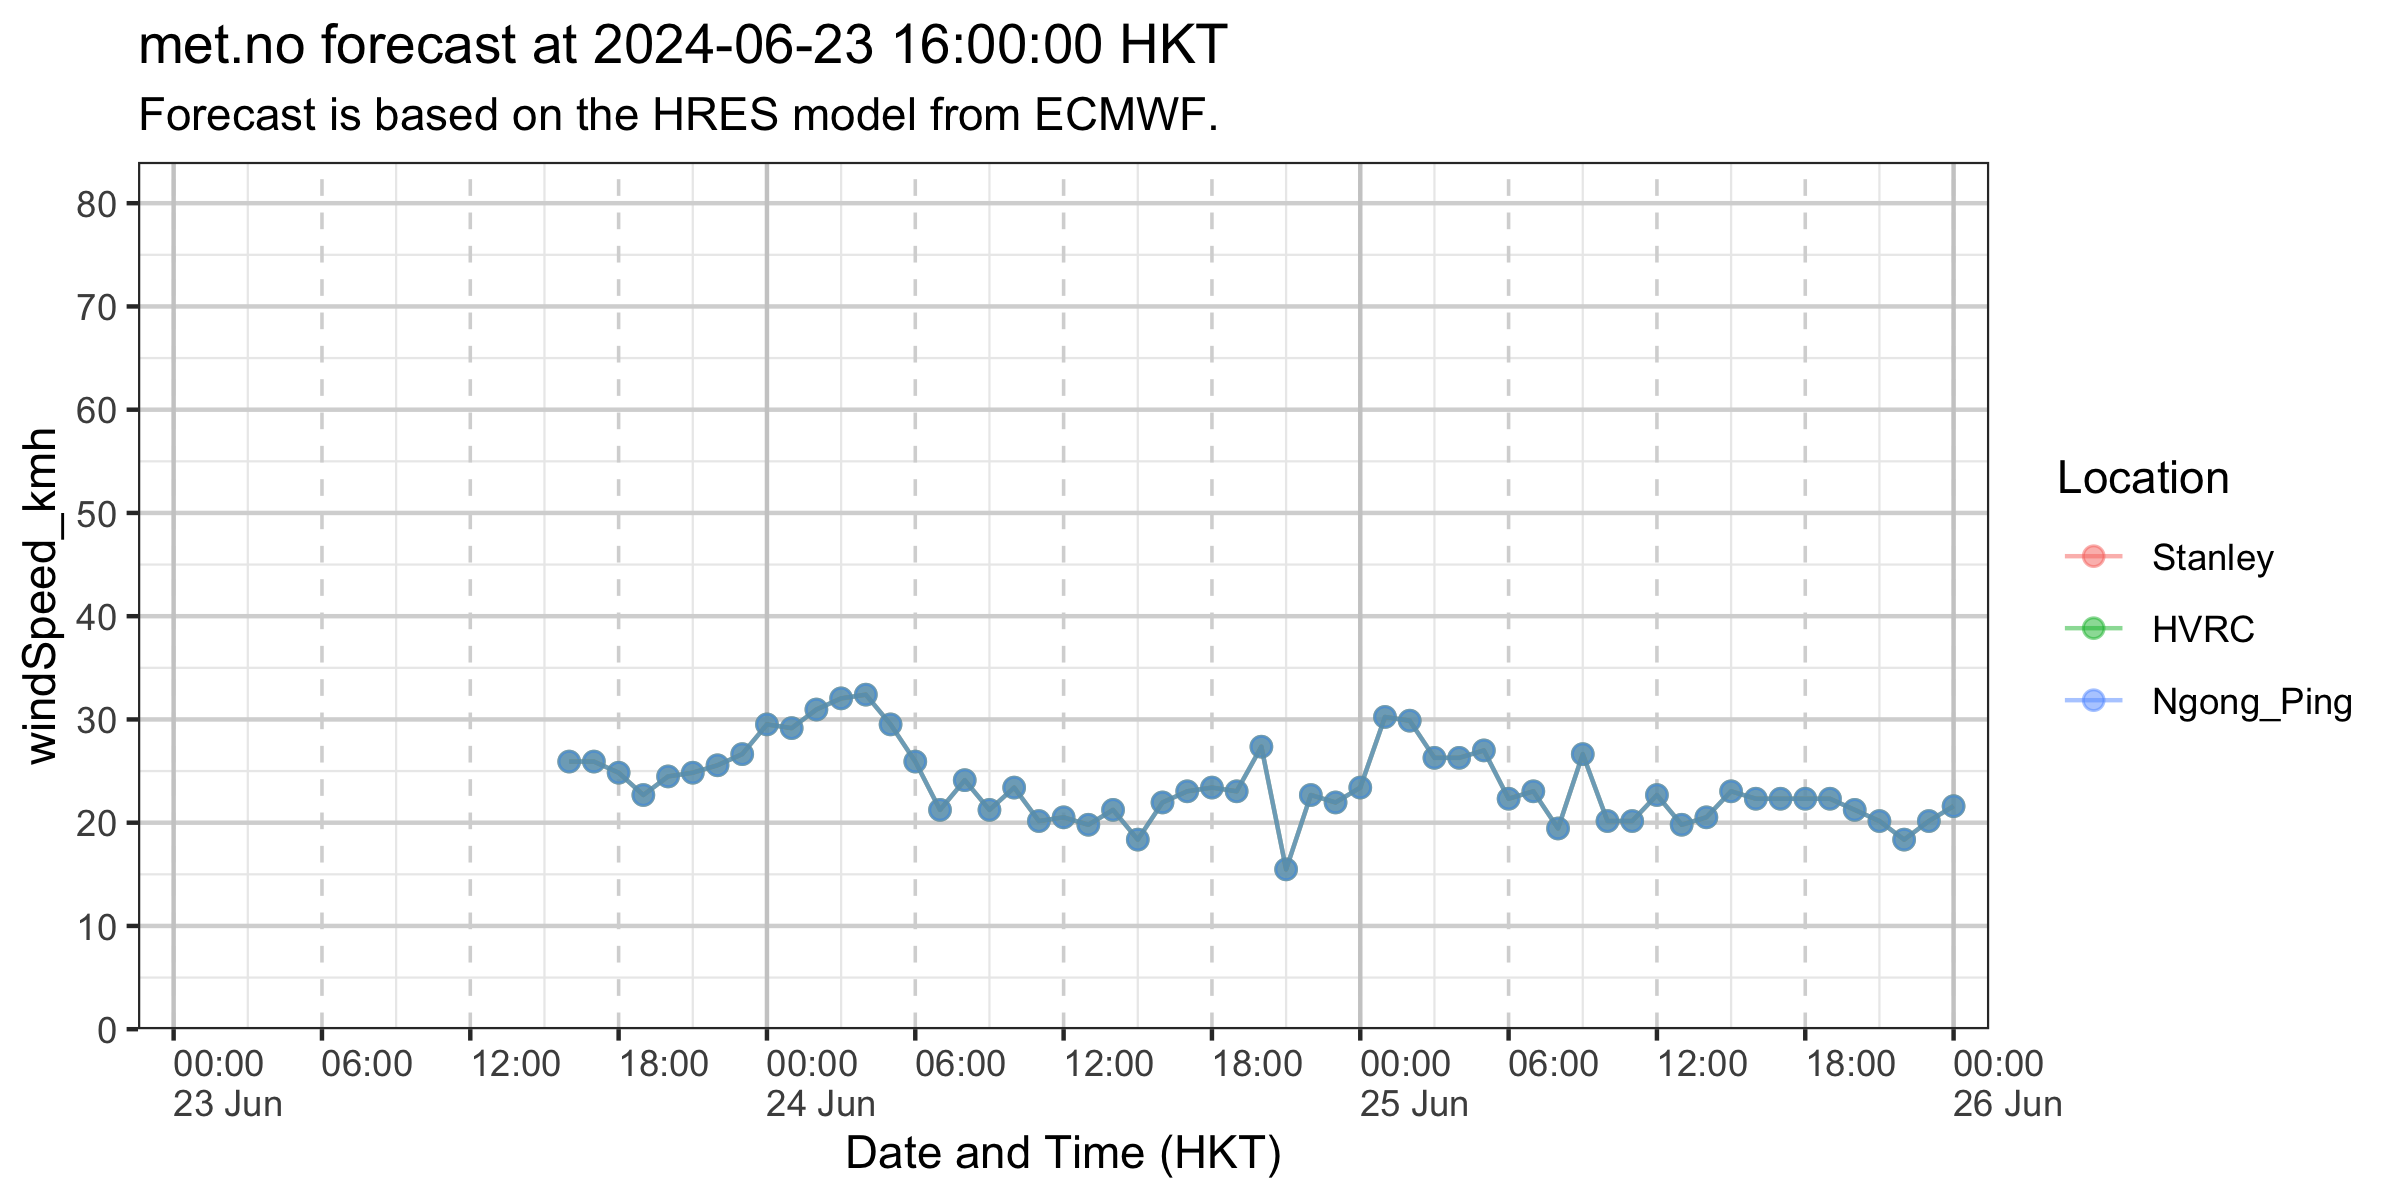 met.no forecast at 2024-06-23 16:00:00 HKT
Forecast is based on the HRES model from ECMWF.
windSpeed_kmh
80
70
60
50
40
30
20
10
0
00:00 06:00 12:00 18:00 00:00 06:00 12:00 18:00 00:00 06:00 12:00 18:00 00:00
23 Jun 24 Jun 25 Jun 26 Jun
Date and Time (HKT)
Location
Stanley
HVRC
Ngong_Ping